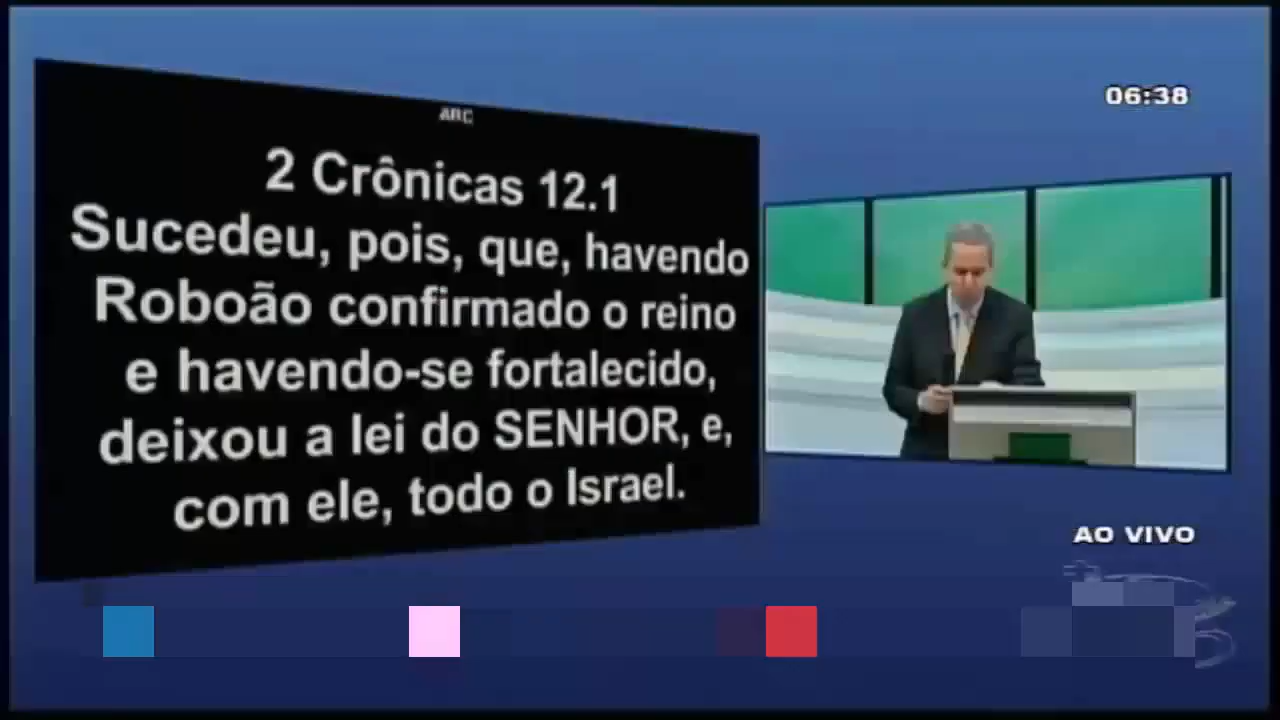 ARC
2 Crônicas 12.1
Sucedeu, pois, que, havendo
Roboão confirmado o reino
e havendo-se fortalecido,
deixou a lei do SENHOR, e,
com ele, todo o Israel.
06:38
AO VIVO